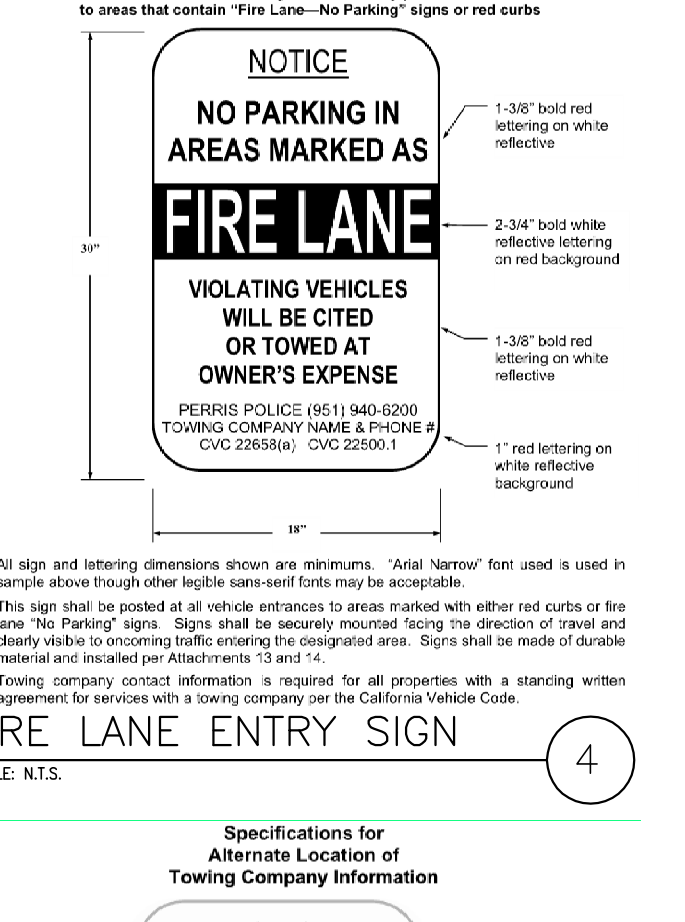 to areas that contain “Fire Lane—No Parking” signs or red curbs
NOTICE
NO PARKING IN
AREAS MARKED AS
FIRE LANE
VIOLATING VEHICLES
WILL BE CITED
OR TOWED AT
OWNER’S EXPENSE
PERRIS POLICE (951) 940-6200
TOWING COMPANY NAME & PHONE #
CVC 22658(a) CVC 22500.1
30”
18”
1-3/8” bold red
lettering on white
reflective
2-3/4” bold white
reflective lettering
on red background
1-3/8” bold red
lettering on white
reflective
1” red lettering on
white reflective
background
All sign and lettering dimensions shown are minimums. “Arial Narrow” font used is used in
sample above though other legible sans-serif fonts may be acceptable.
This sign shall be posted at all vehicle entrances to areas marked with either red curbs or fire
lane “No Parking” signs. Signs shall be securely mounted facing the direction of travel and
clearly visible to oncoming traffic entering the designated area. Signs shall be made of durable
material and installed per Attachments 13 and 14.
Towing company contact information is required for all properties with a standing written
agreement for services with a towing company per the California Vehicle Code.
RE LANE ENTRY SIGN
4
LE: N.T.S.
Specifications for
Alternate Location of
Towing Company Information